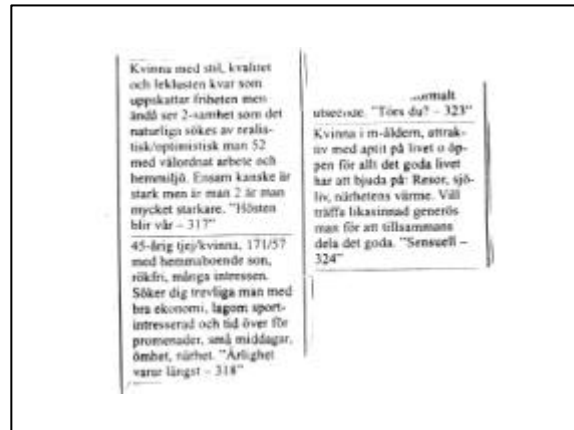 Kvinna med stil, kvalitet
och leklusten kvar som
uppskattar friheten men
ändå ser 2-samhet som det
naturliga sökes av realis-
tisk/optimistisk man 52
med välordnat arbete och
hemmiljö. Ensam kanske är
stark men är man 2 är man
mycket starkare. "Hösten
blir vår – 317"
45-årig tjej/kvinna, 171/57
med hemmaboende son,
rökfri, många intressen.
Söker dig trevliga man med
bra ekonomi, lagom sport-
intresserad och tid över för
promenader, små middagar,
ömhet, närhet. "Ärlighet
varar längst – 318"
utseende. "Törs du? – 323"
Kvinna i m-åldern, attrak-
tiv med aptit på livet o öp-
pen för allt det goda livet
har att bjuda på: Resor, sjö-
liv, närhetens värme. Vill
träffa likasinnad generös
man för att tillsammans
dela det goda. "Sensuell –
324"